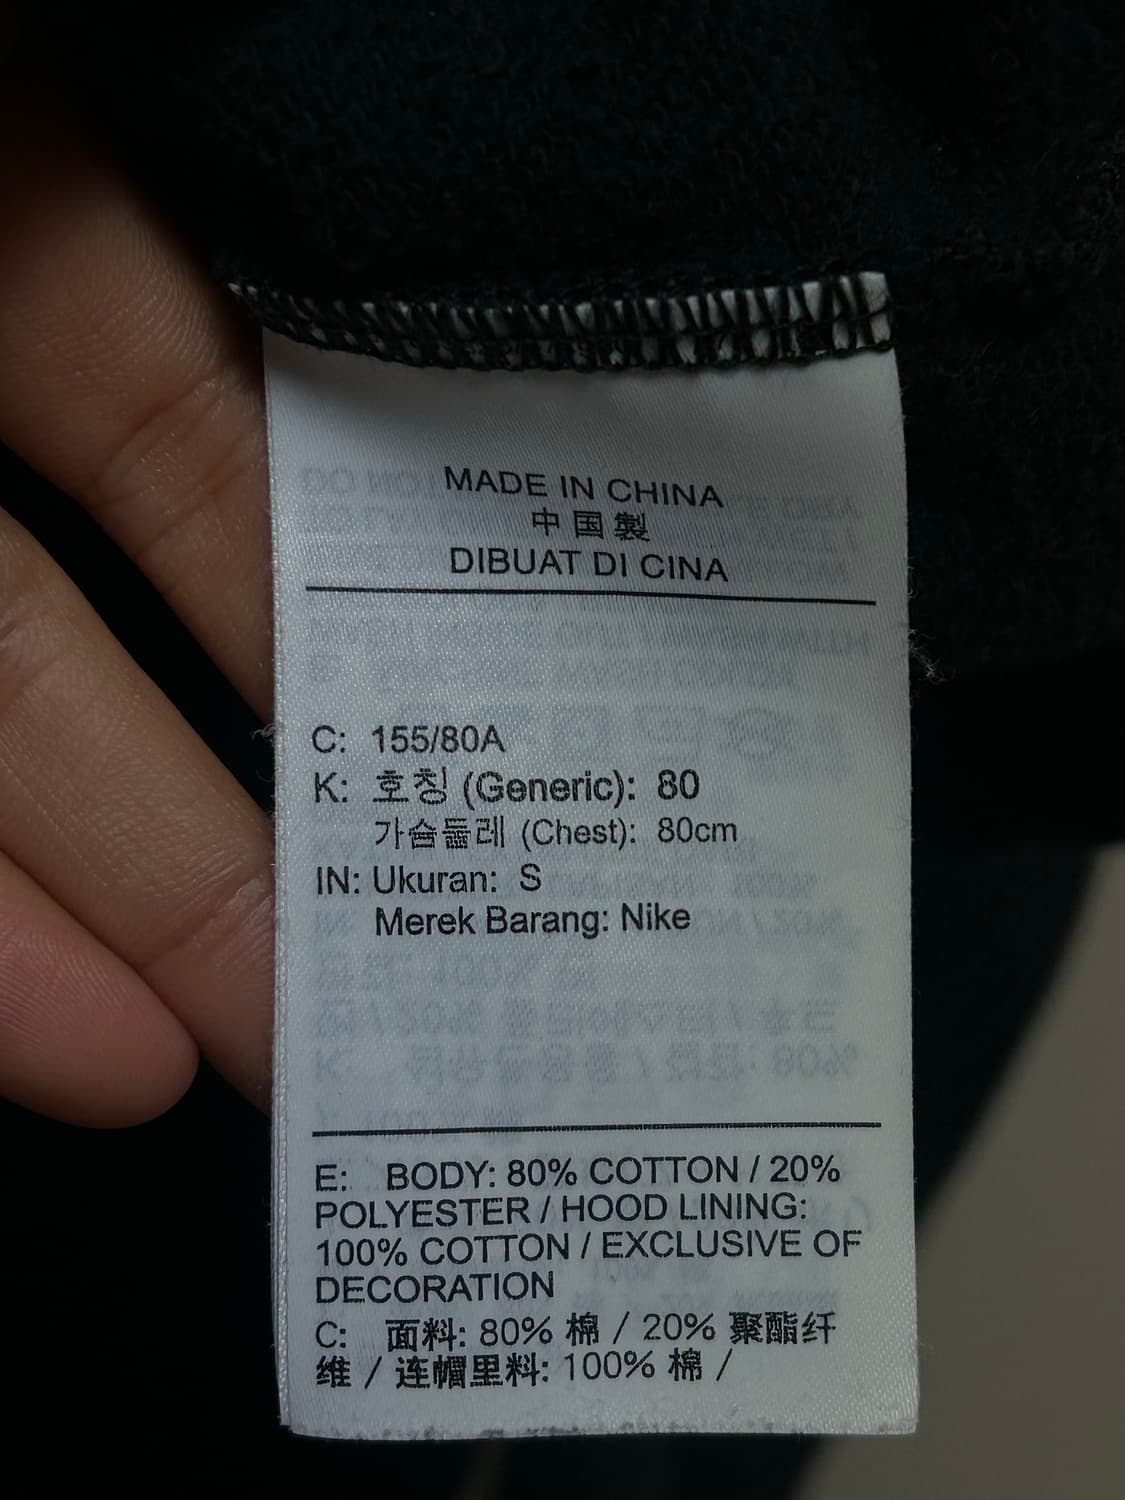 MADE IN CHINA
中国製
DIBUAT DI CINA
C: 155/80A
K: 호칭 (Generic): 80
가슴둘레 (Chest): 80cm
IN: Ukuran: S
Merek Barang: Nike
E: BODY: 80% COTTON / 20%
POLYESTER / HOOD LINING:
100% COTTON / EXCLUSIVE OF
DECORATION
C: 面料: 80% 棉 / 20% 聚酯纤
维 / 连帽里料: 100% 棉 /